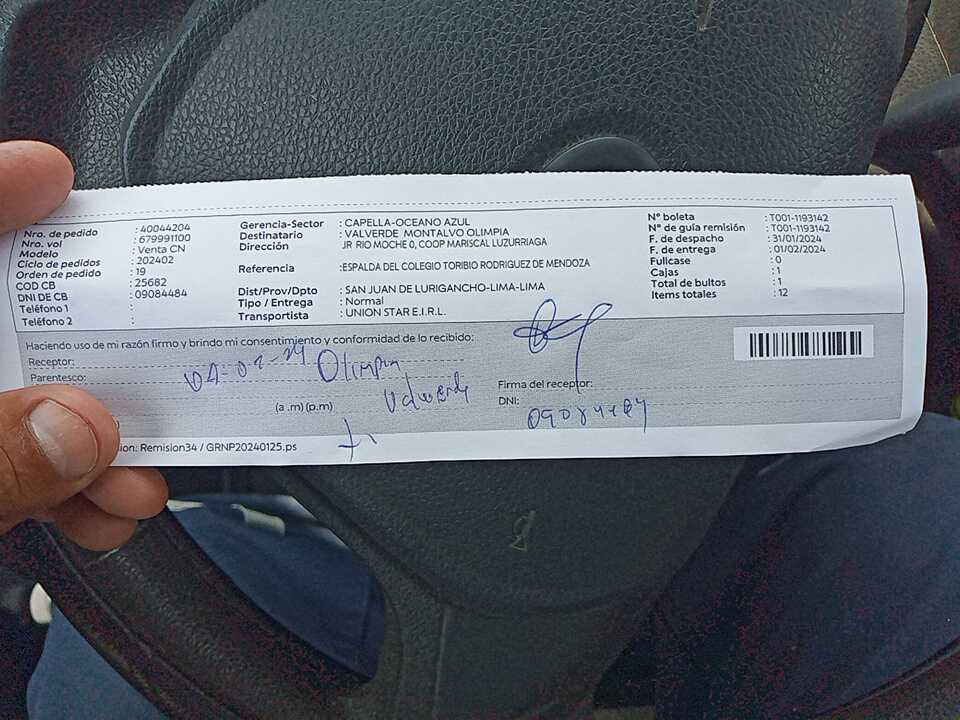 Nro. de pedido : 40044204
Nro. vol : 679991100
Modelo : Venta CN
Ciclo de pedidos : 202402
Orden de pedido : 19
COD CB : 25682
DNI DE CB : 09084484
Teléfono 1 :
Teléfono 2 :
Gerencia-Sector : CAPELLA-OCEANO AZUL
Destinatario : VALVERDE MONTALVO OLIMPIA
Dirección JR RIO MOCHE 0, COOP MARISCAL LUZURRIAGA
Referencia :ESPALDA DEL COLEGIO TORIBIO RODRIGUEZ DE MENDOZA
Dist/Prov/Dpto : SAN JUAN DE LURIGANCHO-LIMA-LIMA
Tipo / Entrega : Normal
Transportista : UNION STAR E.I.R.L.
N° boleta : T001-1193142
N° de guía remisión : T001-1193142
F. de despacho : 31/01/2024
F. de entrega : 01/02/2024
Fullcase : 0
Cajas : 1
Total de bultos : 1
Items totales : 12
Haciendo uso de mi razón firmo y brindo mi consentimiento y conformidad de lo recibido:
Receptor: Olimpia
Parentesco: Valverde
(a .m) (p.m)
Firma del receptor:
DNI:
ion: Remision34 / GRNP20240125.ps